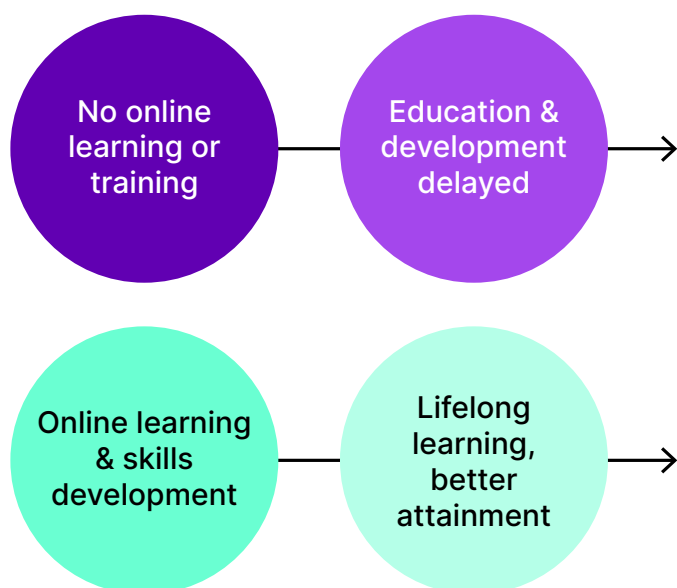 No online
learning or
training
Education &
development
delayed
Online learning
& skills
development
Lifelong
learning,
better
attainment